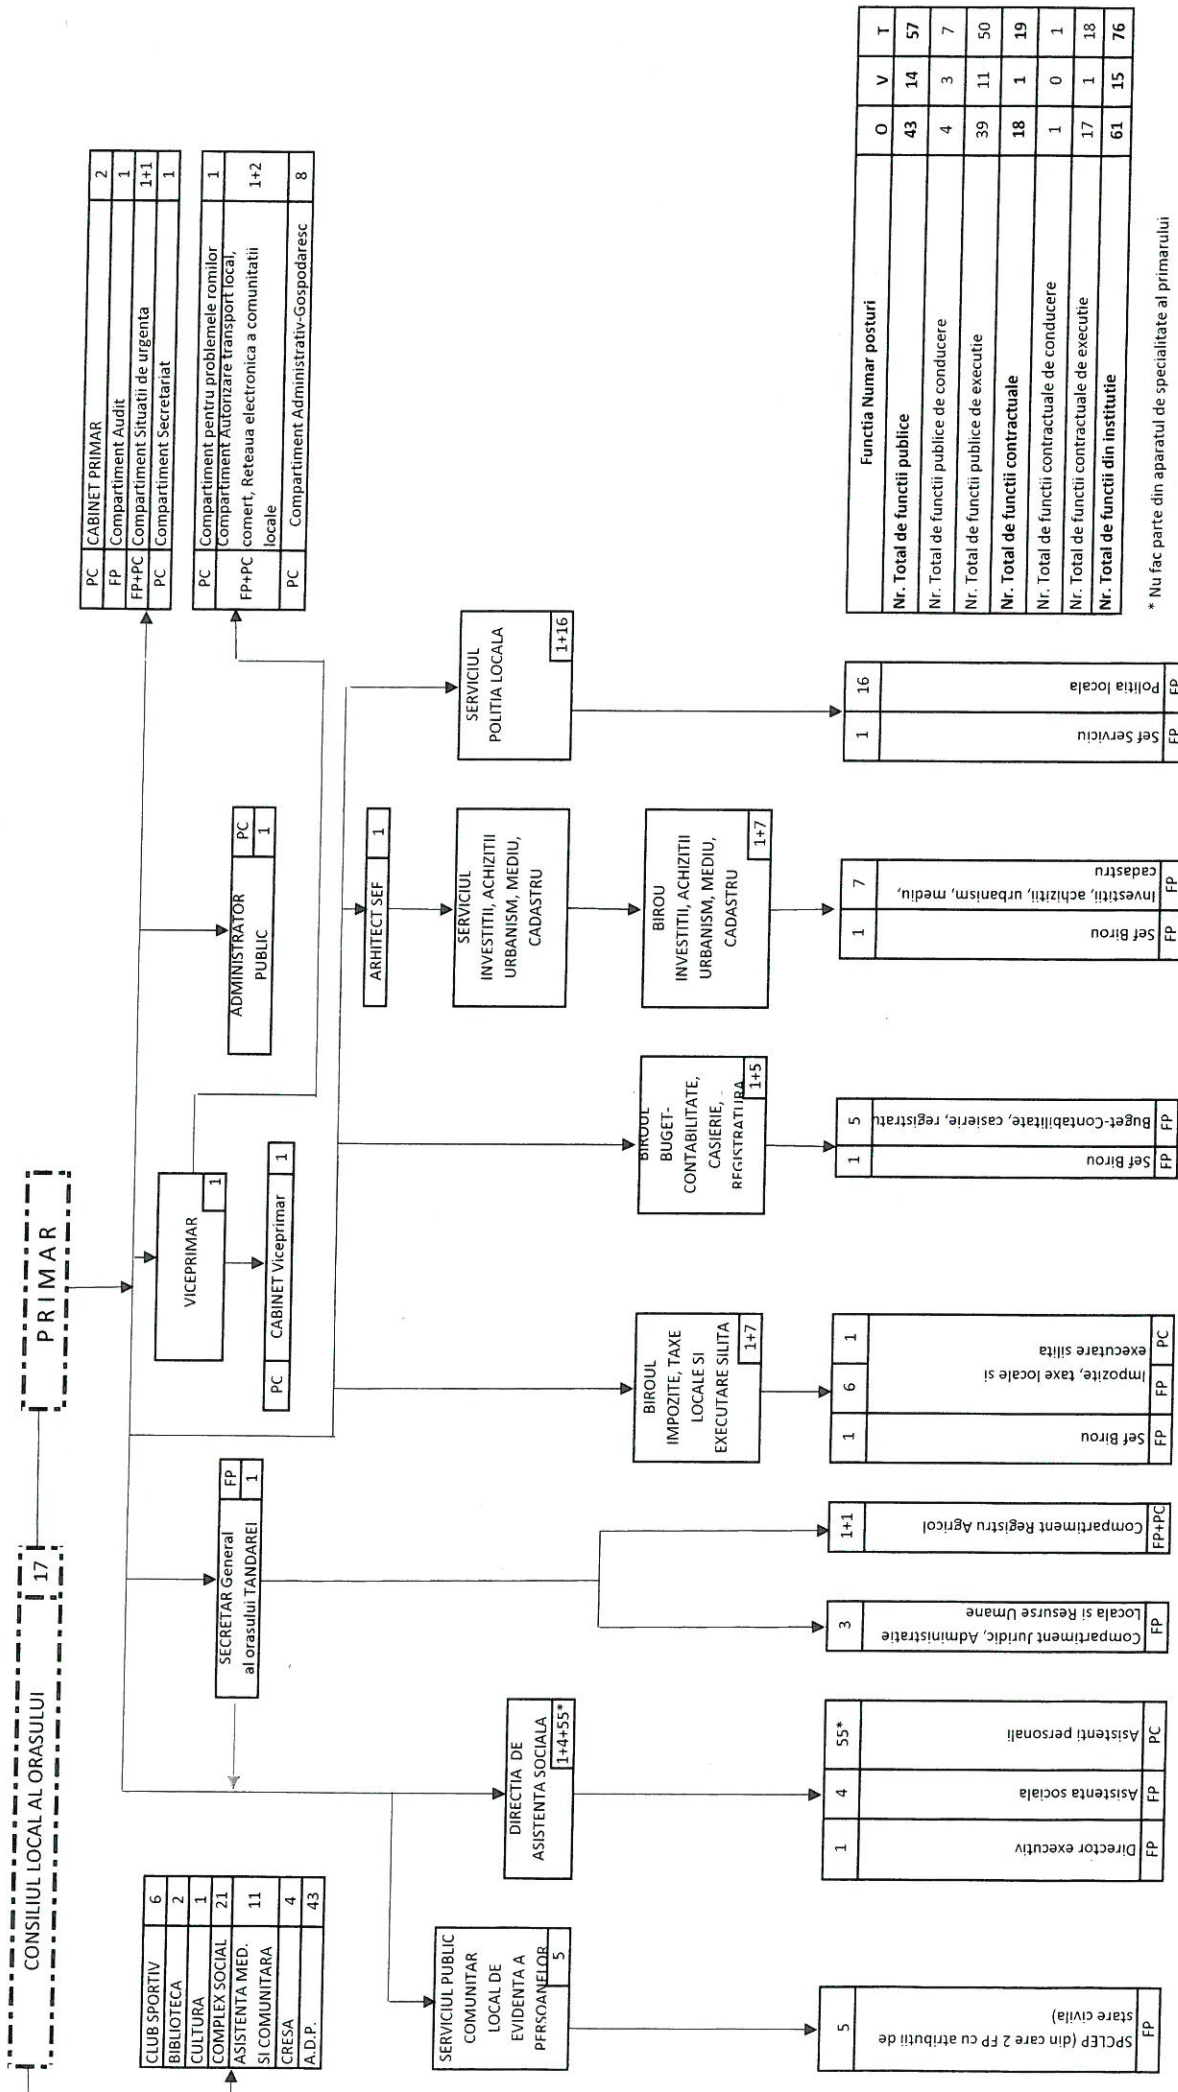 CONSILIUL LOCAL AL ORASULUI
17
PRIMAR
CLUB SPORTIV 6
BIBLIOTECA 2
CULTURA 1
COMPLEX SOCIAL 21
ASISTENTA MED.
SI COMUNITARA 11
CRESA 4
A.D.P. 43
SECRETAR General
al orasului TANDAREI
FP
1
VICEPRIMAR
1
PC CABINET Viceprimar 1
ADMINISTRATOR
PUBLIC
PC
1
PC CABINET PRIMAR 2
FP Compartiment Audit 1
FP+PC Compartiment Situatii de urgenta 1+1
PC Compartiment Secretariat 1
PC Compartiment pentru problemele romilor 1
Compartiment Autorizare transport local,
FP+PC comert, Reteaua electronica a comunitatii 1+2
locale
PC Compartiment Administrativ-Gospodaresc 8
ARHITECT SEF 1
SERVICIUL PUBLIC
COMUNITAR
LOCAL DE
EVIDENTA A
PERSOANELOR
5
DIRECTIA DE
ASISTENTA SOCIALA
1+4+55*
SERVICIUL
INVESTITII, ACHIZITII
URBANISM, MEDIU,
CADASTRU
SERVICIUL
POLITIA LOCALA
1+16
BIROUL
IMPOZITE, TAXE
LOCALE SI
EXECUTARE SILITA
1+7
BIROUL
BUGET-
CONTABILITATE,
CASIERIE,
REGISTRATURA
1+5
BIROU
INVESTITII, ACHIZITII
URBANISM, MEDIU,
CADASTRU
1+7
5
SPCLEP (din care 2 FP cu atributii de
stare civila)
FP
1 4 55*
Director executiv
Asistenta sociala
Asistenti personali
FP FP PC
3
Compartiment Juridic, Administratie
Locala si Resurse Umane
FP
1+1
Compartiment Registru Agricol
FP+PC
1 6 1
Sef Birou
Impozite, taxe locale si
executare silita
FP FP PC
1 5
Sef Birou
Buget-Contabilitate, casierie, registratu
FP FP
1 7
Sef Birou
Investitii, achizitii, urbanism, mediu,
cadastru
FP FP
1 16
Sef Serviciu
Politia locala
FP FP
Functia Numar posturi O V T
Nr. Total de functii publice 43 14 57
Nr. Total de functii publice de conducere 4 3 7
Nr. Total de functii publice de executie 39 11 50
Nr. Total de functii contractuale 18 1 19
Nr. Total de functii contractuale de conducere 1 0 1
Nr. Total de functii contractuale de executie 17 1 18
Nr. Total de functii din institutie 61 15 76
* Nu fac parte din aparatul de specialitate al primarului